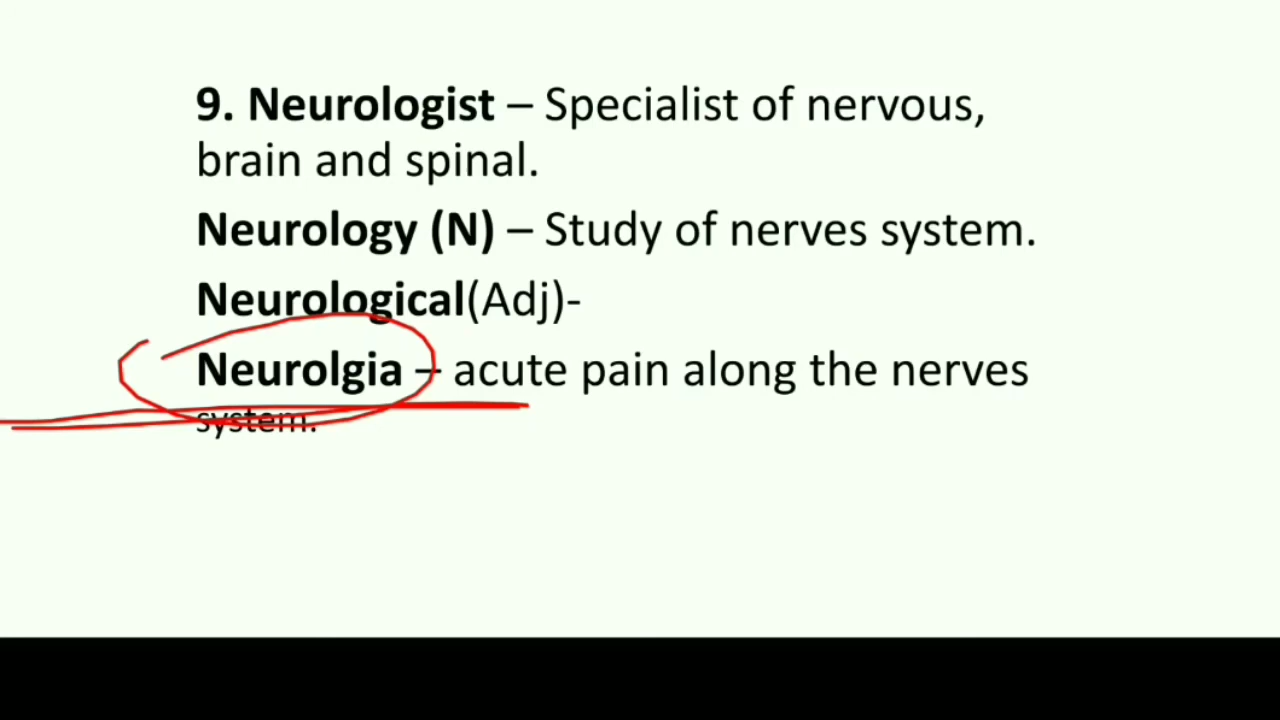 9. Neurologist – Specialist of nervous,
brain and spinal.
Neurology (N) – Study of nerves system.
Neurological(Adj)-
Neurolgia – acute pain along the nerves
system.